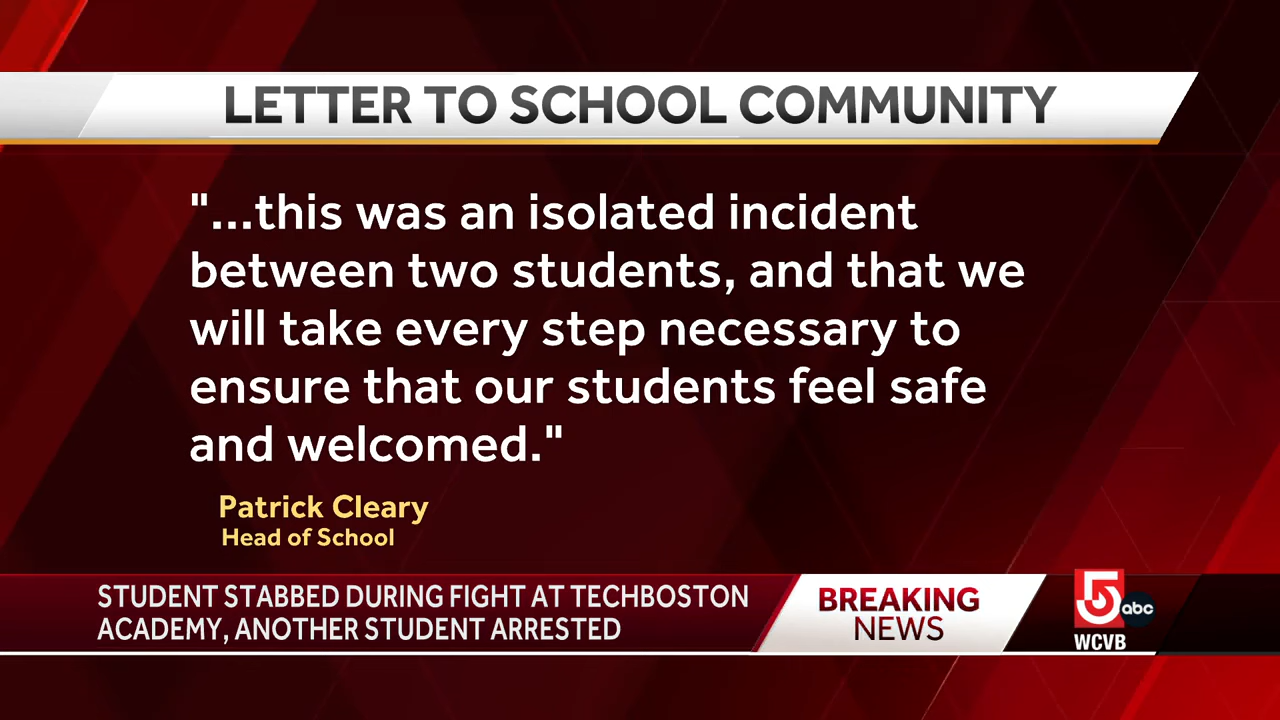 LETTER TO SCHOOL COMMUNITY
"...this was an isolated incident
between two students, and that we
will take every step necessary to
ensure that our students feel safe
and welcomed."
Patrick Cleary
Head of School
STUDENT STABBED DURING FIGHT AT TECHBOSTON
ACADEMY, ANOTHER STUDENT ARRESTED
BREAKING
NEWS
5
abc
WCVB